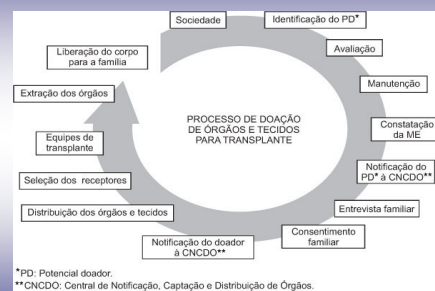 Sociedade
Identificação do PD*
Avaliação
Manutenção
Constatação
da ME
Notificação do
PD* à CNCDO**
Entrevista familiar
Consentimento
familiar
Notificação do doador
à CNCDO**
Distribuição dos órgãos e tecidos
Seleção dos receptores
Equipes de
transplante
Extração dos órgãos
Liberação do corpo
para a família
PROCESSO DE DOAÇÃO
DE ÓRGÃOS E TECIDOS
PARA TRANSPLANTE
*PD: Potencial doador.
**CNCDO: Central de Notificação, Captação e Distribuição de Órgãos.